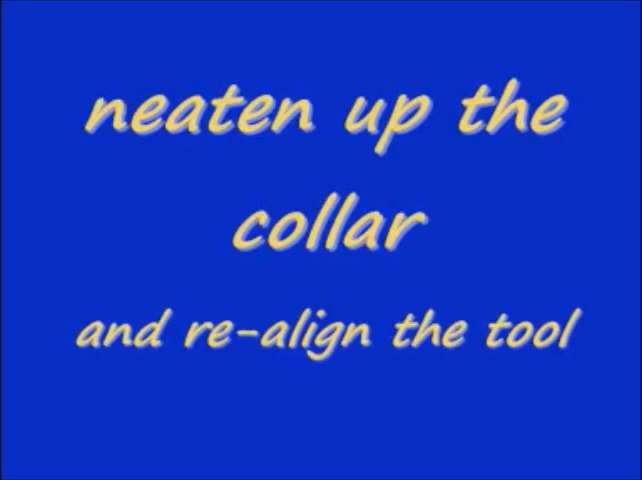 neaten up the
collar
and re-align the tool